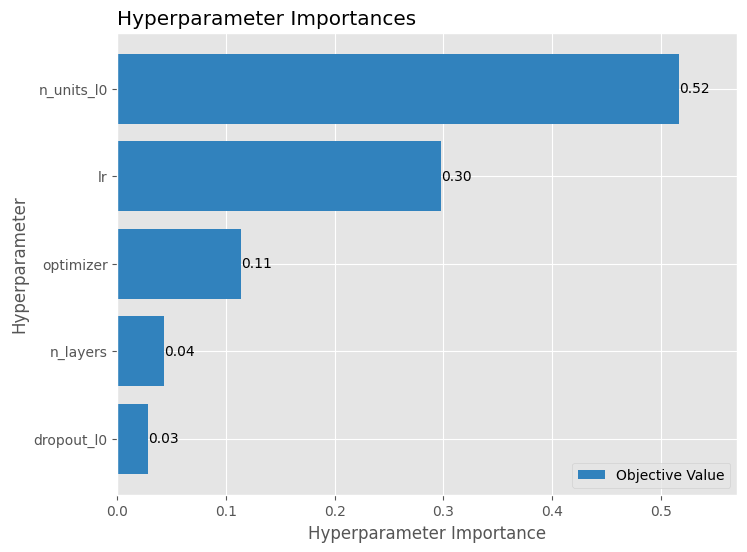 Hyperparameter Importances
Hyperparameter
n_units_l0
0.52
lr
0.30
optimizer
0.11
n_layers
0.04
dropout_l0
0.03
Objective Value
0.0
0.1
0.2
0.3
0.4
0.5
Hyperparameter Importance